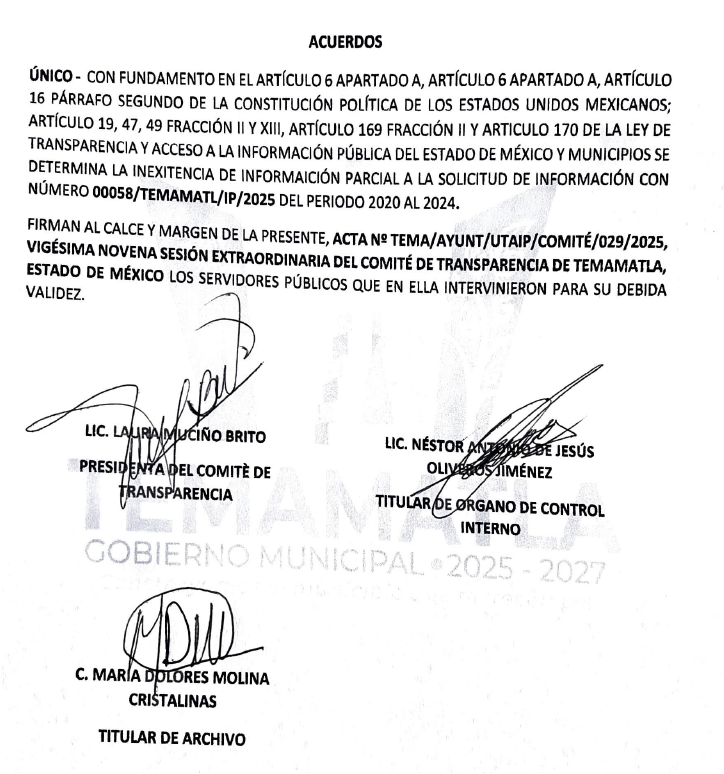 ACUERDOS
ÚNICO - CON FUNDAMENTO EN EL ARTÍCULO 6 APARTADO A, ARTÍCULO 6 APARTADO A, ARTÍCULO
16 PÁRRAFO SEGUNDO DE LA CONSTITUCIÓN POLÍTICA DE LOS ESTADOS UNIDOS MEXICANOS;
ARTÍCULO 19, 47, 49 FRACCIÓN II Y XIII, ARTÍCULO 169 FRACCIÓN II Y ARTICULO 170 DE LA LEY DE
TRANSPARENCIA Y ACCESO A LA INFORMACIÓN PÚBLICA DEL ESTADO DE MÉXICO Y MUNICIPIOS SE
DETERMINA LA INEXITENCIA DE INFORMAICIÓN PARCIAL A LA SOLICITUD DE INFORMACIÓN CON
NÚMERO 00058/TEMAMATL/IP/2025 DEL PERIODO 2020 AL 2024.
FIRMAN AL CALCE Y MARGEN DE LA PRESENTE, ACTA Nº TEMA/AYUNT/UTAIP/COMITÉ/029/2025,
VIGÉSIMA NOVENA SESIÓN EXTRAORDINARIA DEL COMITÉ DE TRANSPARENCIA DE TEMAMATLA,
ESTADO DE MÉXICO LOS SERVIDORES PÚBLICOS QUE EN ELLA INTERVINIERON PARA SU DEBIDA
VALIDEZ.
LIC. LAURA MUCIÑO BRITO
PRESIDENTA DEL COMITÈ DE
TRANSPARENCIA
LIC. NÉSTOR ANTONIO DE JESÚS
OLIVEROS JIMÉNEZ
TITULAR DE ORGANO DE CONTROL
INTERNO
TEMAMATLA
GOBIERNO MUNICIPAL • 2025 - 2027
C. MARÍA DOLORES MOLINA
CRISTALINAS
TITULAR DE ARCHIVO